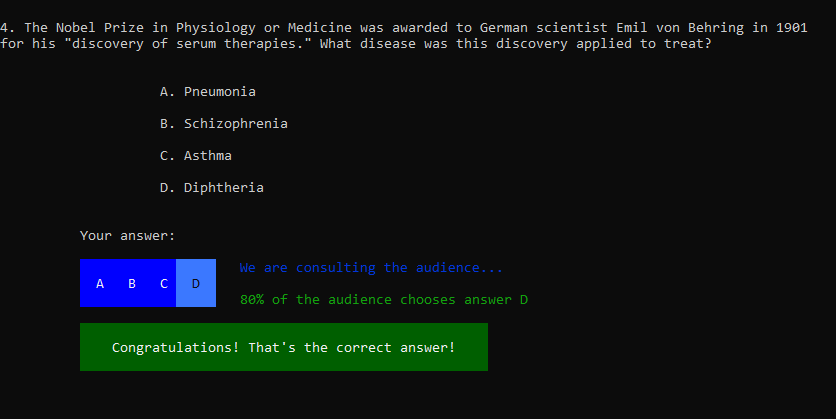 4. The Nobel Prize in Physiology or Medicine was awarded to German scientist Emil von Behring in 1901
for his "discovery of serum therapies." What disease was this discovery applied to treat?
A. Pneumonia
B. Schizophrenia
C. Asthma
D. Diphtheria
Your answer:
A B C D
We are consulting the audience...
80% of the audience chooses answer D
Congratulations! That's the correct answer!